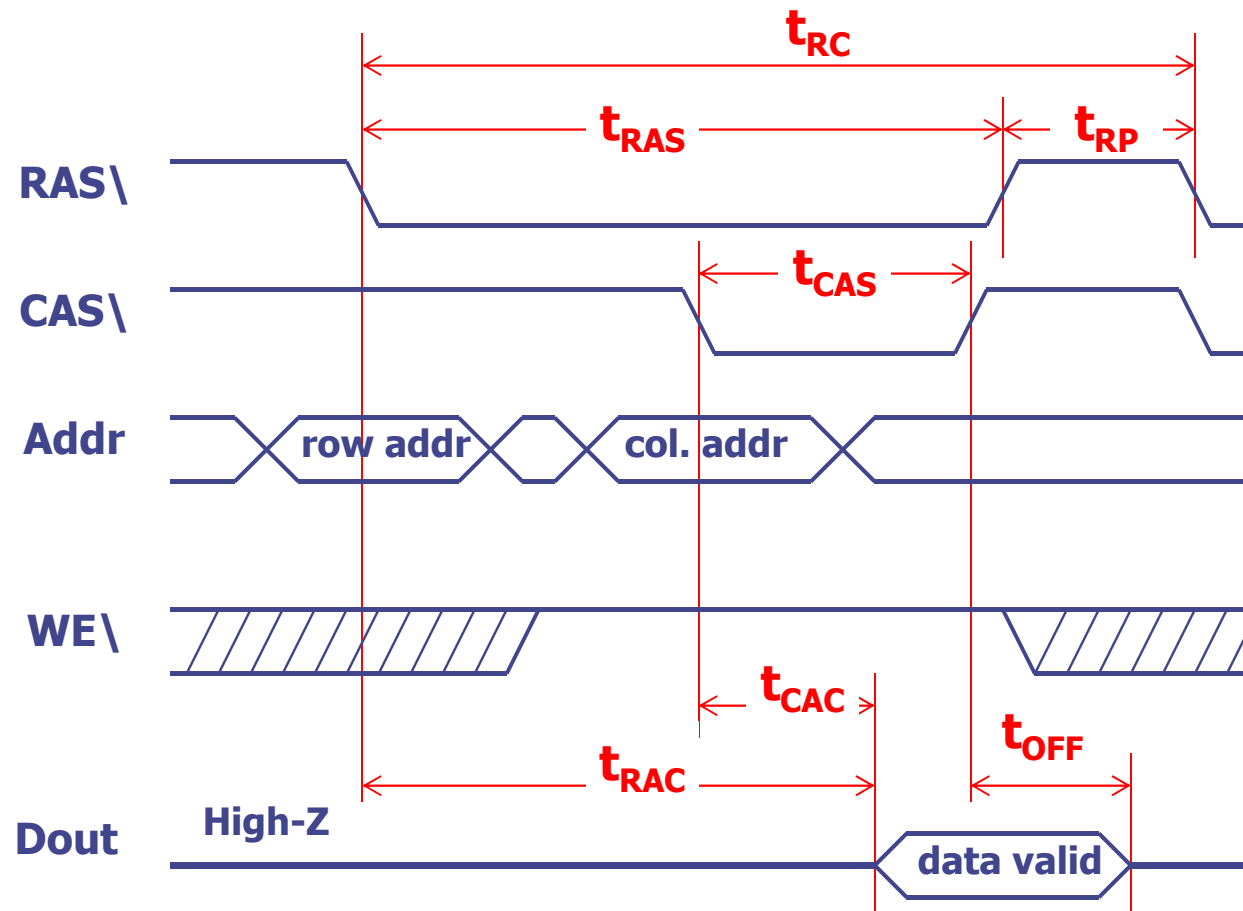 tRC
tRAS
tRP
RAS\
tCAS
CAS\
Addr
row addr
col. addr
WE\
tCAC
tOFF
tRAC
High-Z
Dout
data valid